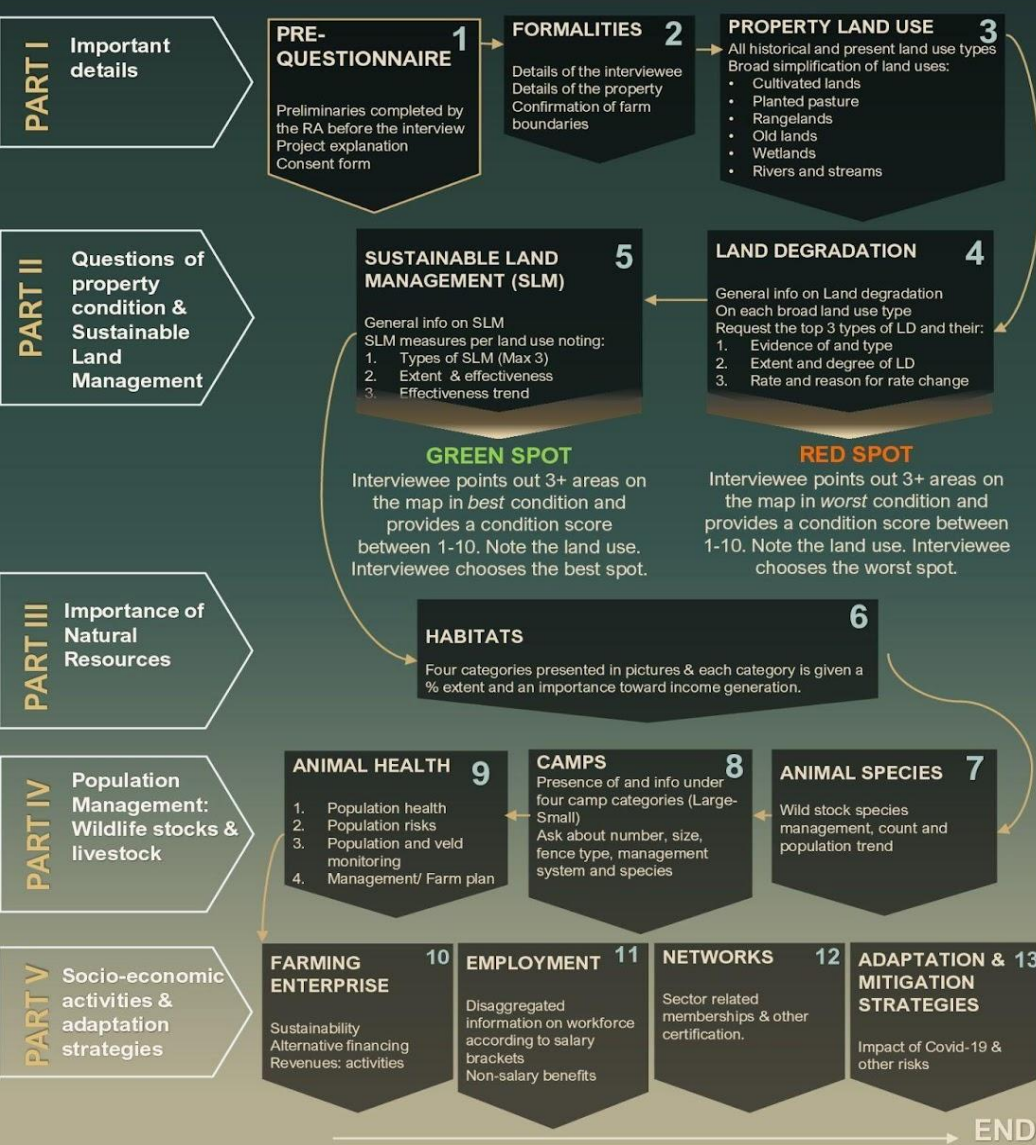 PART I
Important
details
PRE-
QUESTIONNAIRE
1
Preliminaries completed by
the RA before the interview
Project explanation
Consent form
FORMALITIES
2
Details of the interviewee
Details of the property
Confirmation of farm
boundaries
PROPERTY LAND USE
3
All historical and present land use types
Broad simplification of land uses:
• Cultivated lands
• Planted pasture
• Rangelands
• Old lands
• Wetlands
• Rivers and streams
PART II
Questions of
property
condition &
Sustainable
Land
Management
SUSTAINABLE LAND
MANAGEMENT (SLM)
5
General info on SLM
SLM measures per land use noting:
1. Types of SLM (Max 3)
2. Extent & effectiveness
3. Effectiveness trend
LAND DEGRADATION
4
General info on Land degradation
On each broad land use type
Request the top 3 types of LD and their:
1. Evidence of and type
2. Extent and degree of LD
3. Rate and reason for rate change
GREEN SPOT
Interviewee points out 3+ areas on
the map in best condition and
provides a condition score
between 1-10. Note the land use.
Interviewee chooses the best spot.
RED SPOT
Interviewee points out 3+ areas on
the map in worst condition and
provides a condition score between
1-10. Note the land use. Interviewee
chooses the worst spot.
PART III
Importance of
Natural
Resources
6
HABITATS
Four categories presented in pictures & each category is given a
% extent and an importance toward income generation.
PART IV
Population
Management:
Wildlife stocks &
livestock
ANIMAL HEALTH
9
1. Population health
2. Population risks
3. Population and veld
monitoring
4. Management/ Farm plan
CAMPS
8
Presence of and info under
four camp categories (Large-
Small)
Ask about number, size,
fence type, management
system and species
ANIMAL SPECIES
7
Wild stock species
management, count and
population trend
PART V
Socio-economic
activities &
adaptation
strategies
FARMING
ENTERPRISE
10
Sustainability
Alternative financing
Revenues: activities
EMPLOYMENT
11
Disaggregated
information on workforce
according to salary
brackets
Non-salary benefits
NETWORKS
12
Sector related
memberships & other
certification.
ADAPTATION &
MITIGATION
STRATEGIES
13
Impact of Covid-19 &
other risks
END